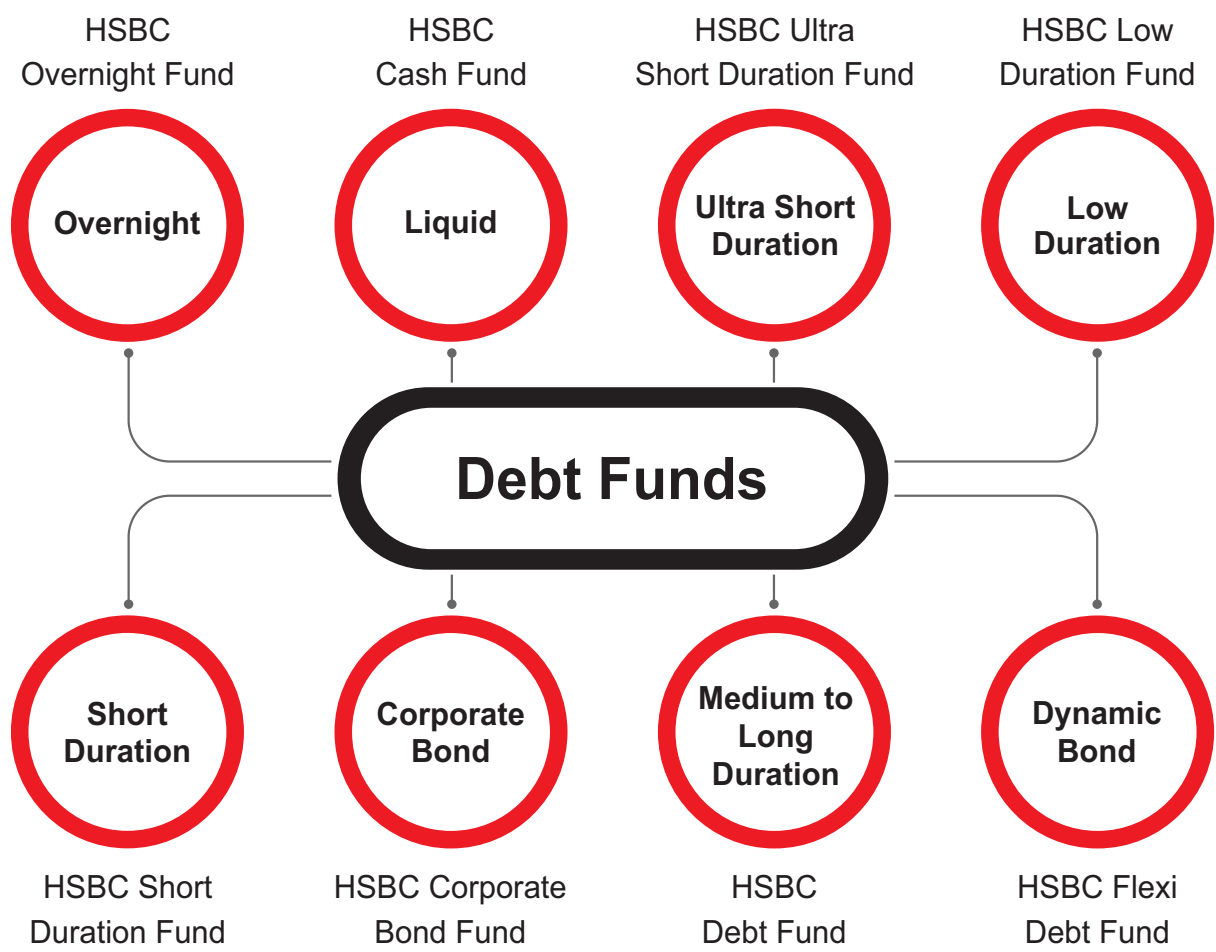 HSBC
Overnight Fund
HSBC
Cash Fund
HSBC Ultra
Short Duration Fund
HSBC Low
Duration Fund
Overnight
Liquid
Ultra Short
Duration
Low
Duration
Debt Funds
Short
Duration
Corporate
Bond
Medium to
Long
Duration
Dynamic
Bond
HSBC Short
Duration Fund
HSBC Corporate
Bond Fund
HSBC
Debt Fund
HSBC Flexi
Debt Fund